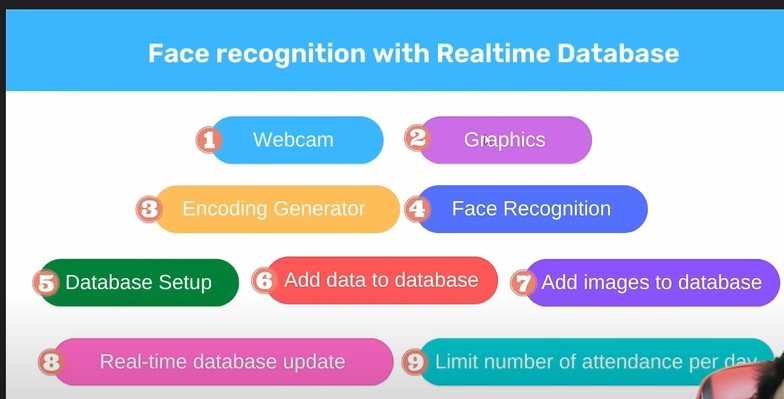 Face recognition with Realtime Database
1 Webcam 2 Graphics
3 Encoding Generator 4 Face Recognition
5 Database Setup 6 Add data to database 7 Add images to database
8 Real-time database update 9 Limit number of attendance per day